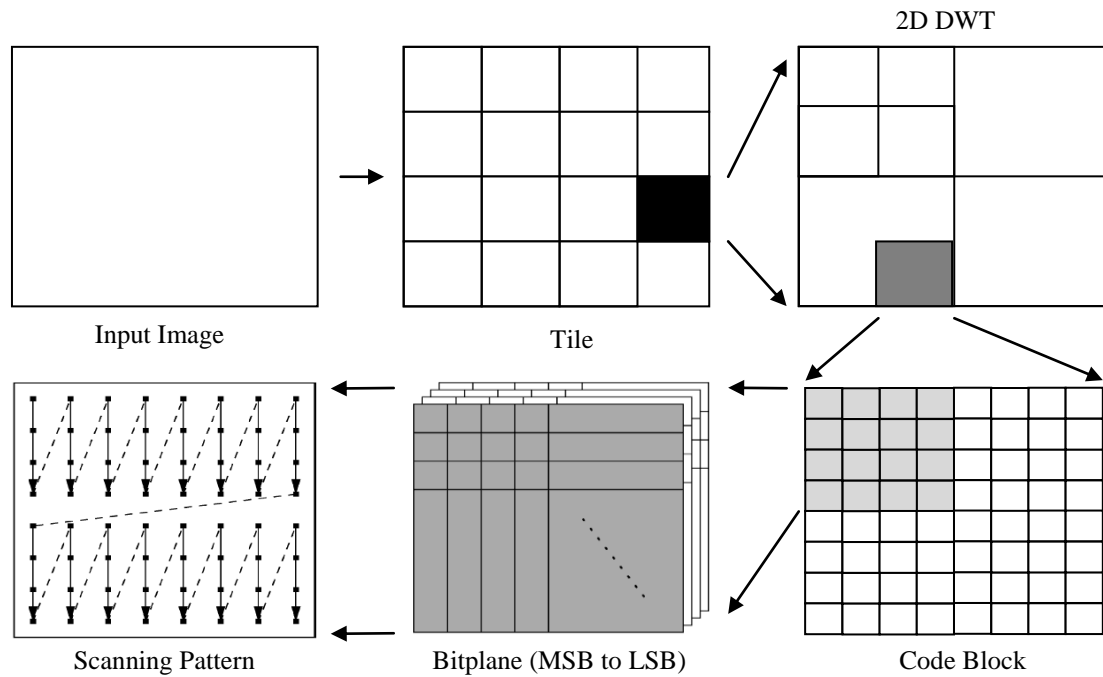 2D DWT
Input Image
Tile
Scanning Pattern
Bitplane (MSB to LSB)
Code Block